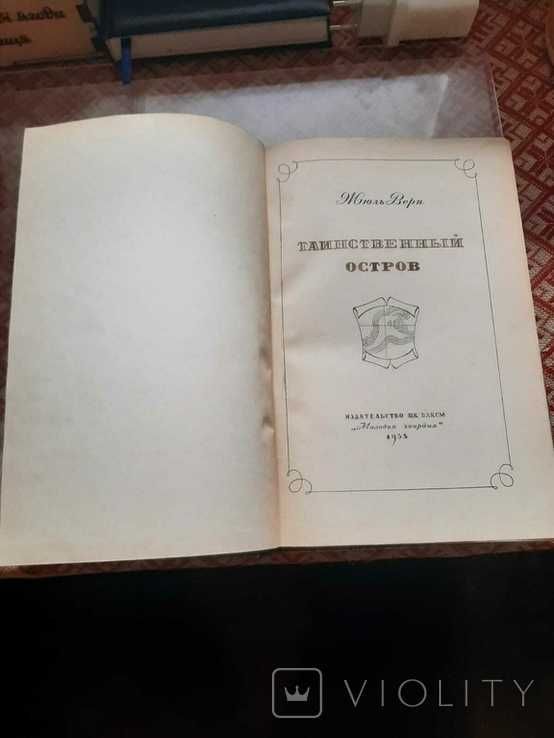 Жюль Верн
ТАИНСТВЕННЫЙ
ОСТРОВ
ИЗДАТЕЛЬСТВО ЦК ВЛКСМ
„Молодая гвардия"
VIOLITY